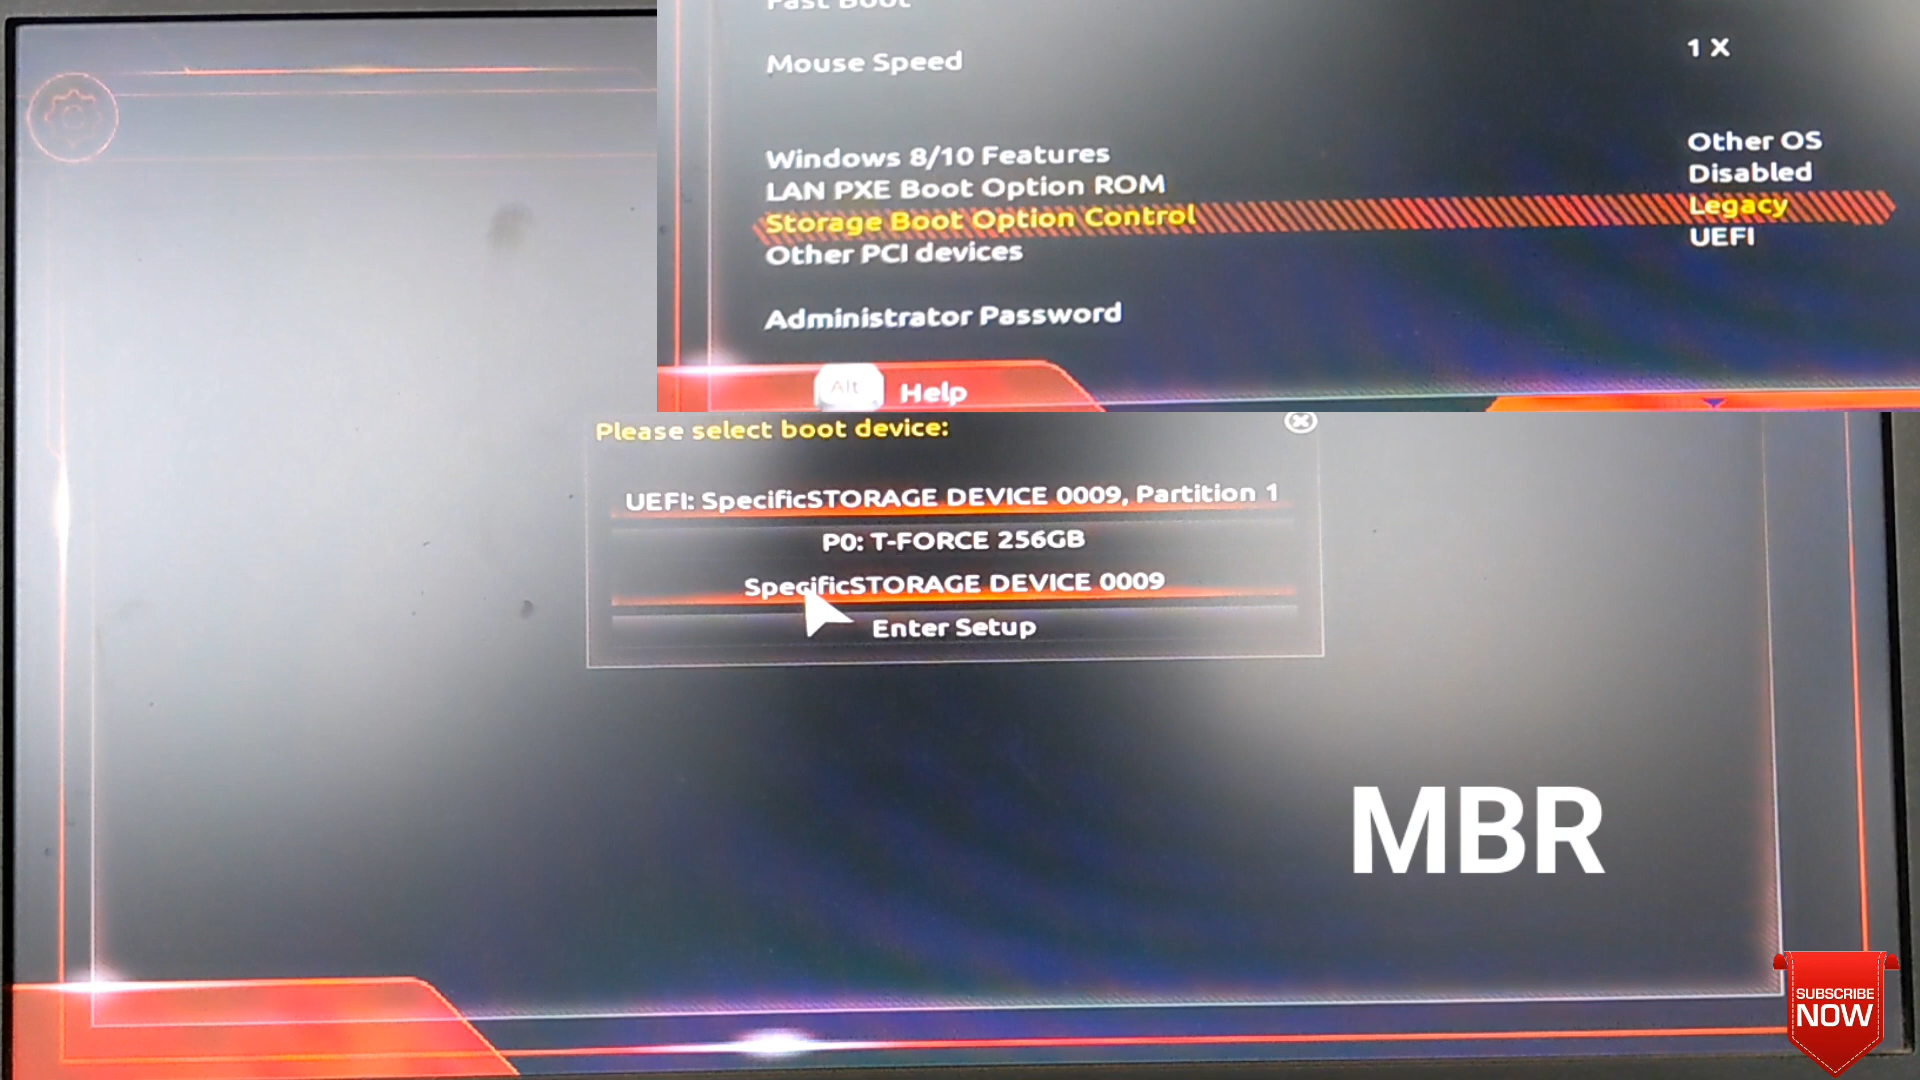 Fast Boot
Mouse Speed 1 X
Windows 8/10 Features Other OS
LAN PXE Boot Option ROM Disabled
Storage Boot Option Control Legacy
Other PCI devices UEFI
Administrator Password
Alt Help
Please select boot device:
UEFI: SpecificSTORAGE DEVICE 0009, Partition 1
P0: T-FORCE 256GB
SpecificSTORAGE DEVICE 0009
Enter Setup
MBR
SUBSCRIBE
NOW